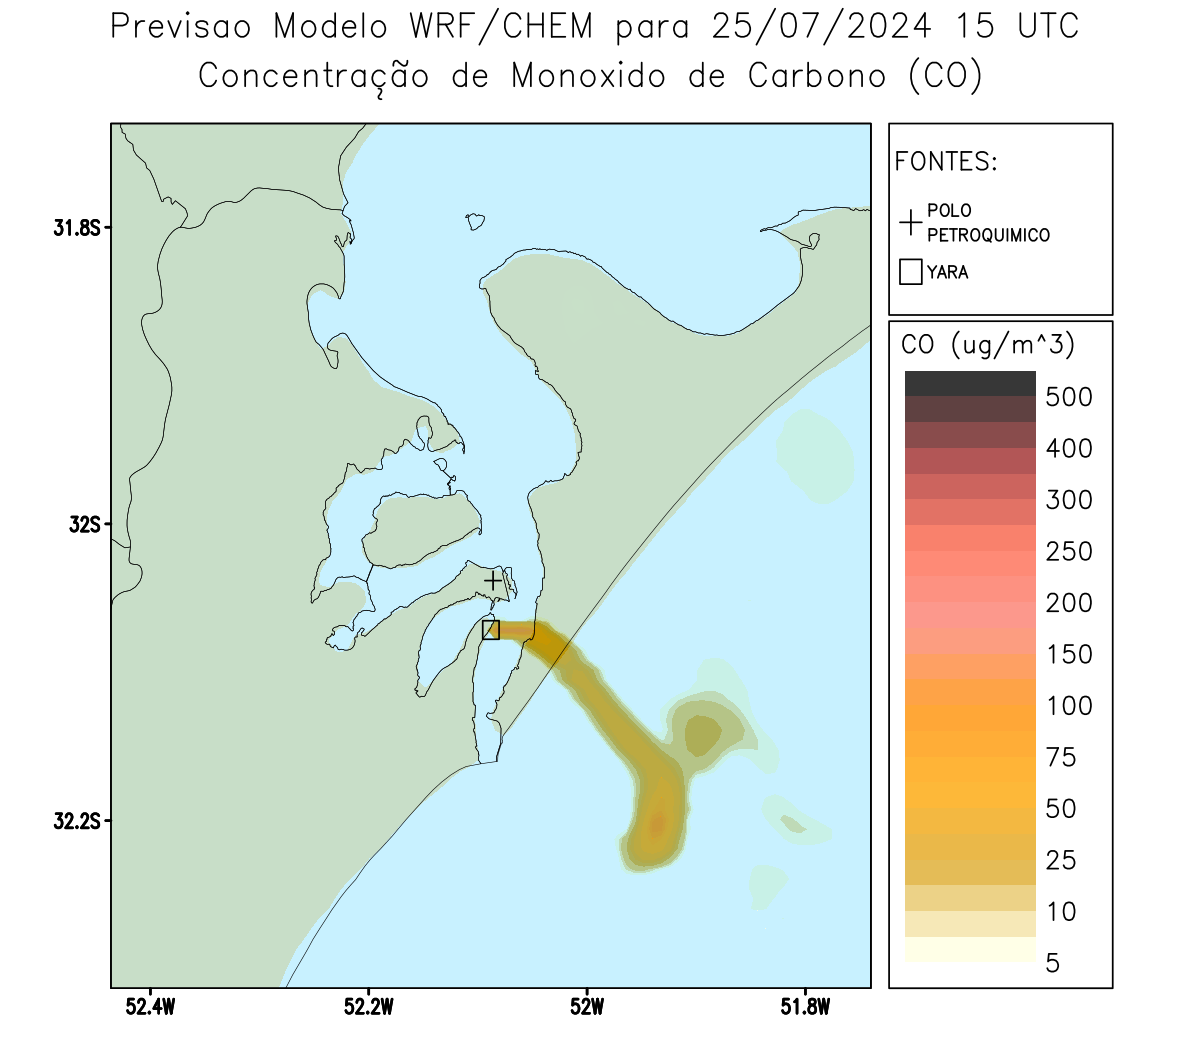 Previsao Modelo WRF/CHEM para 25/07/2024 15 UTC
Concentração de Monoxido de Carbono (CO)
FONTES:
POLO
PETROQUIMICO
YARA
31.8S
32S
32.2S
52.4W
52.2W
52W
51.8W
CO (ug/m^3)
500
400
300
250
200
150
100
75
50
25
10
5